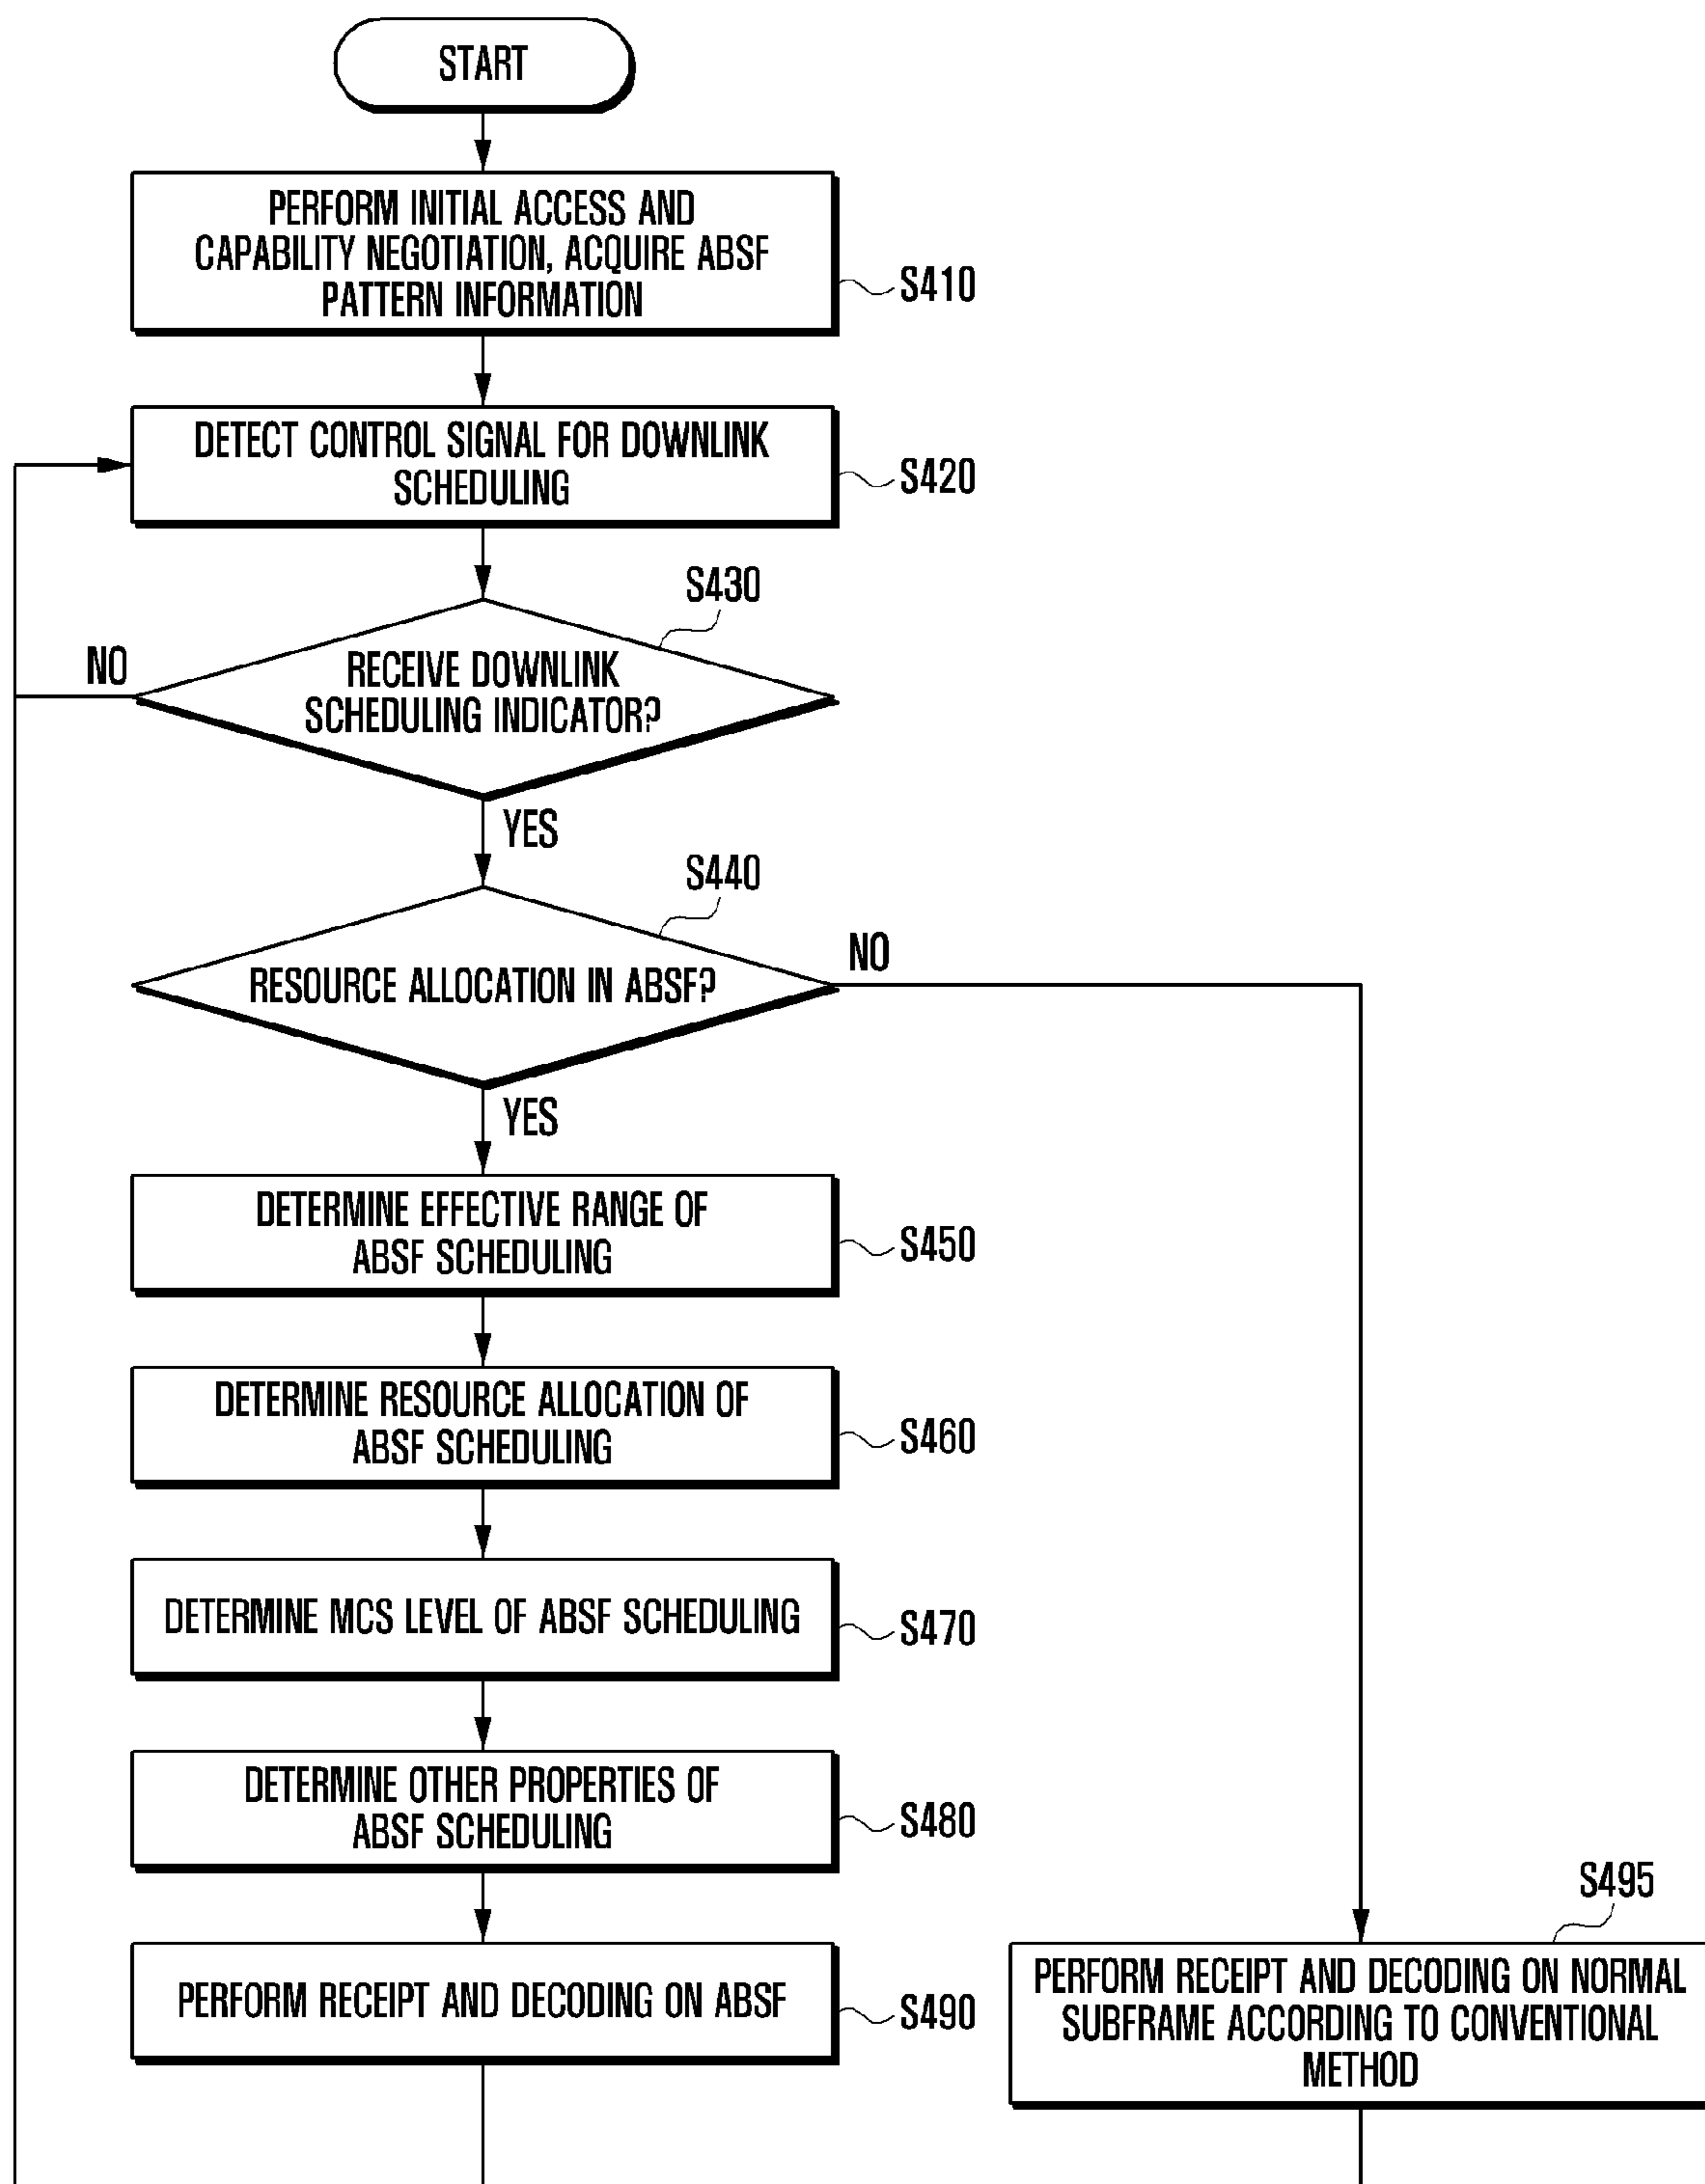 START
PERFORM INITIAL ACCESS AND
CAPABILITY NEGOTIATION, ACQUIRE ABSF
PATTERN INFORMATION
S410
DETECT CONTROL SIGNAL FOR DOWNLINK
SCHEDULING
S420
S430
NO
RECEIVE DOWNLINK
SCHEDULING INDICATOR?
YES
S440
NO
RESOURCE ALLOCATION IN ABSF?
YES
DETERMINE EFFECTIVE RANGE OF
ABSF SCHEDULING
S450
DETERMINE RESOURCE ALLOCATION OF
ABSF SCHEDULING
S460
DETERMINE MCS LEVEL OF ABSF SCHEDULING
S470
DETERMINE OTHER PROPERTIES OF
ABSF SCHEDULING
S480
S495
PERFORM RECEIPT AND DECODING ON ABSF
S490
PERFORM RECEIPT AND DECODING ON NORMAL
SUBFRAME ACCORDING TO CONVENTIONAL
METHOD